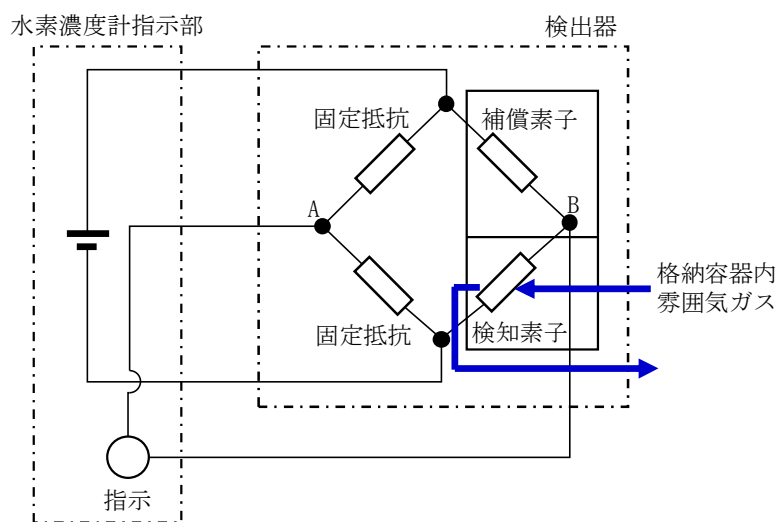 水素濃度計指示部
検出器
固定抵抗
補償素子
A
B
固定抵抗
検知素子
格納容器内
雰囲気ガス
指示